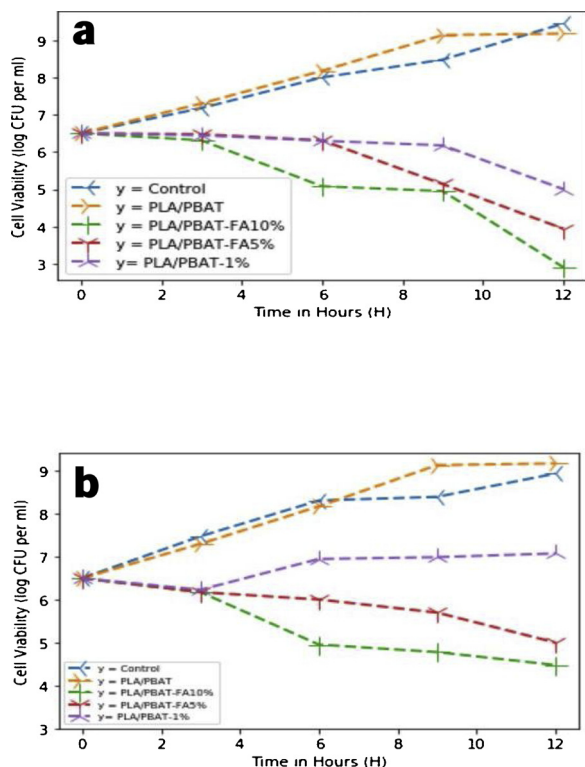 a
9
8
7
6
5
4
3
Cell Viability (log CFU per ml)
y = Control
y = PLA/PBAT
y = PLA/PBAT-FA10%
y = PLA/PBAT-FA5%
y= PLA/PBAT-1%
0 2 4 6 8 10 12
Time in Hours (H)
b
9
8
7
6
5
4
3
Cell Viability (log CFU per ml)
y = Control
y = PLA/PBAT
y = PLA/PBAT-FA10%
y = PLA/PBAT-FA5%
y= PLA/PBAT-1%
0 2 4 6 8 10 12
Time in Hours (H)